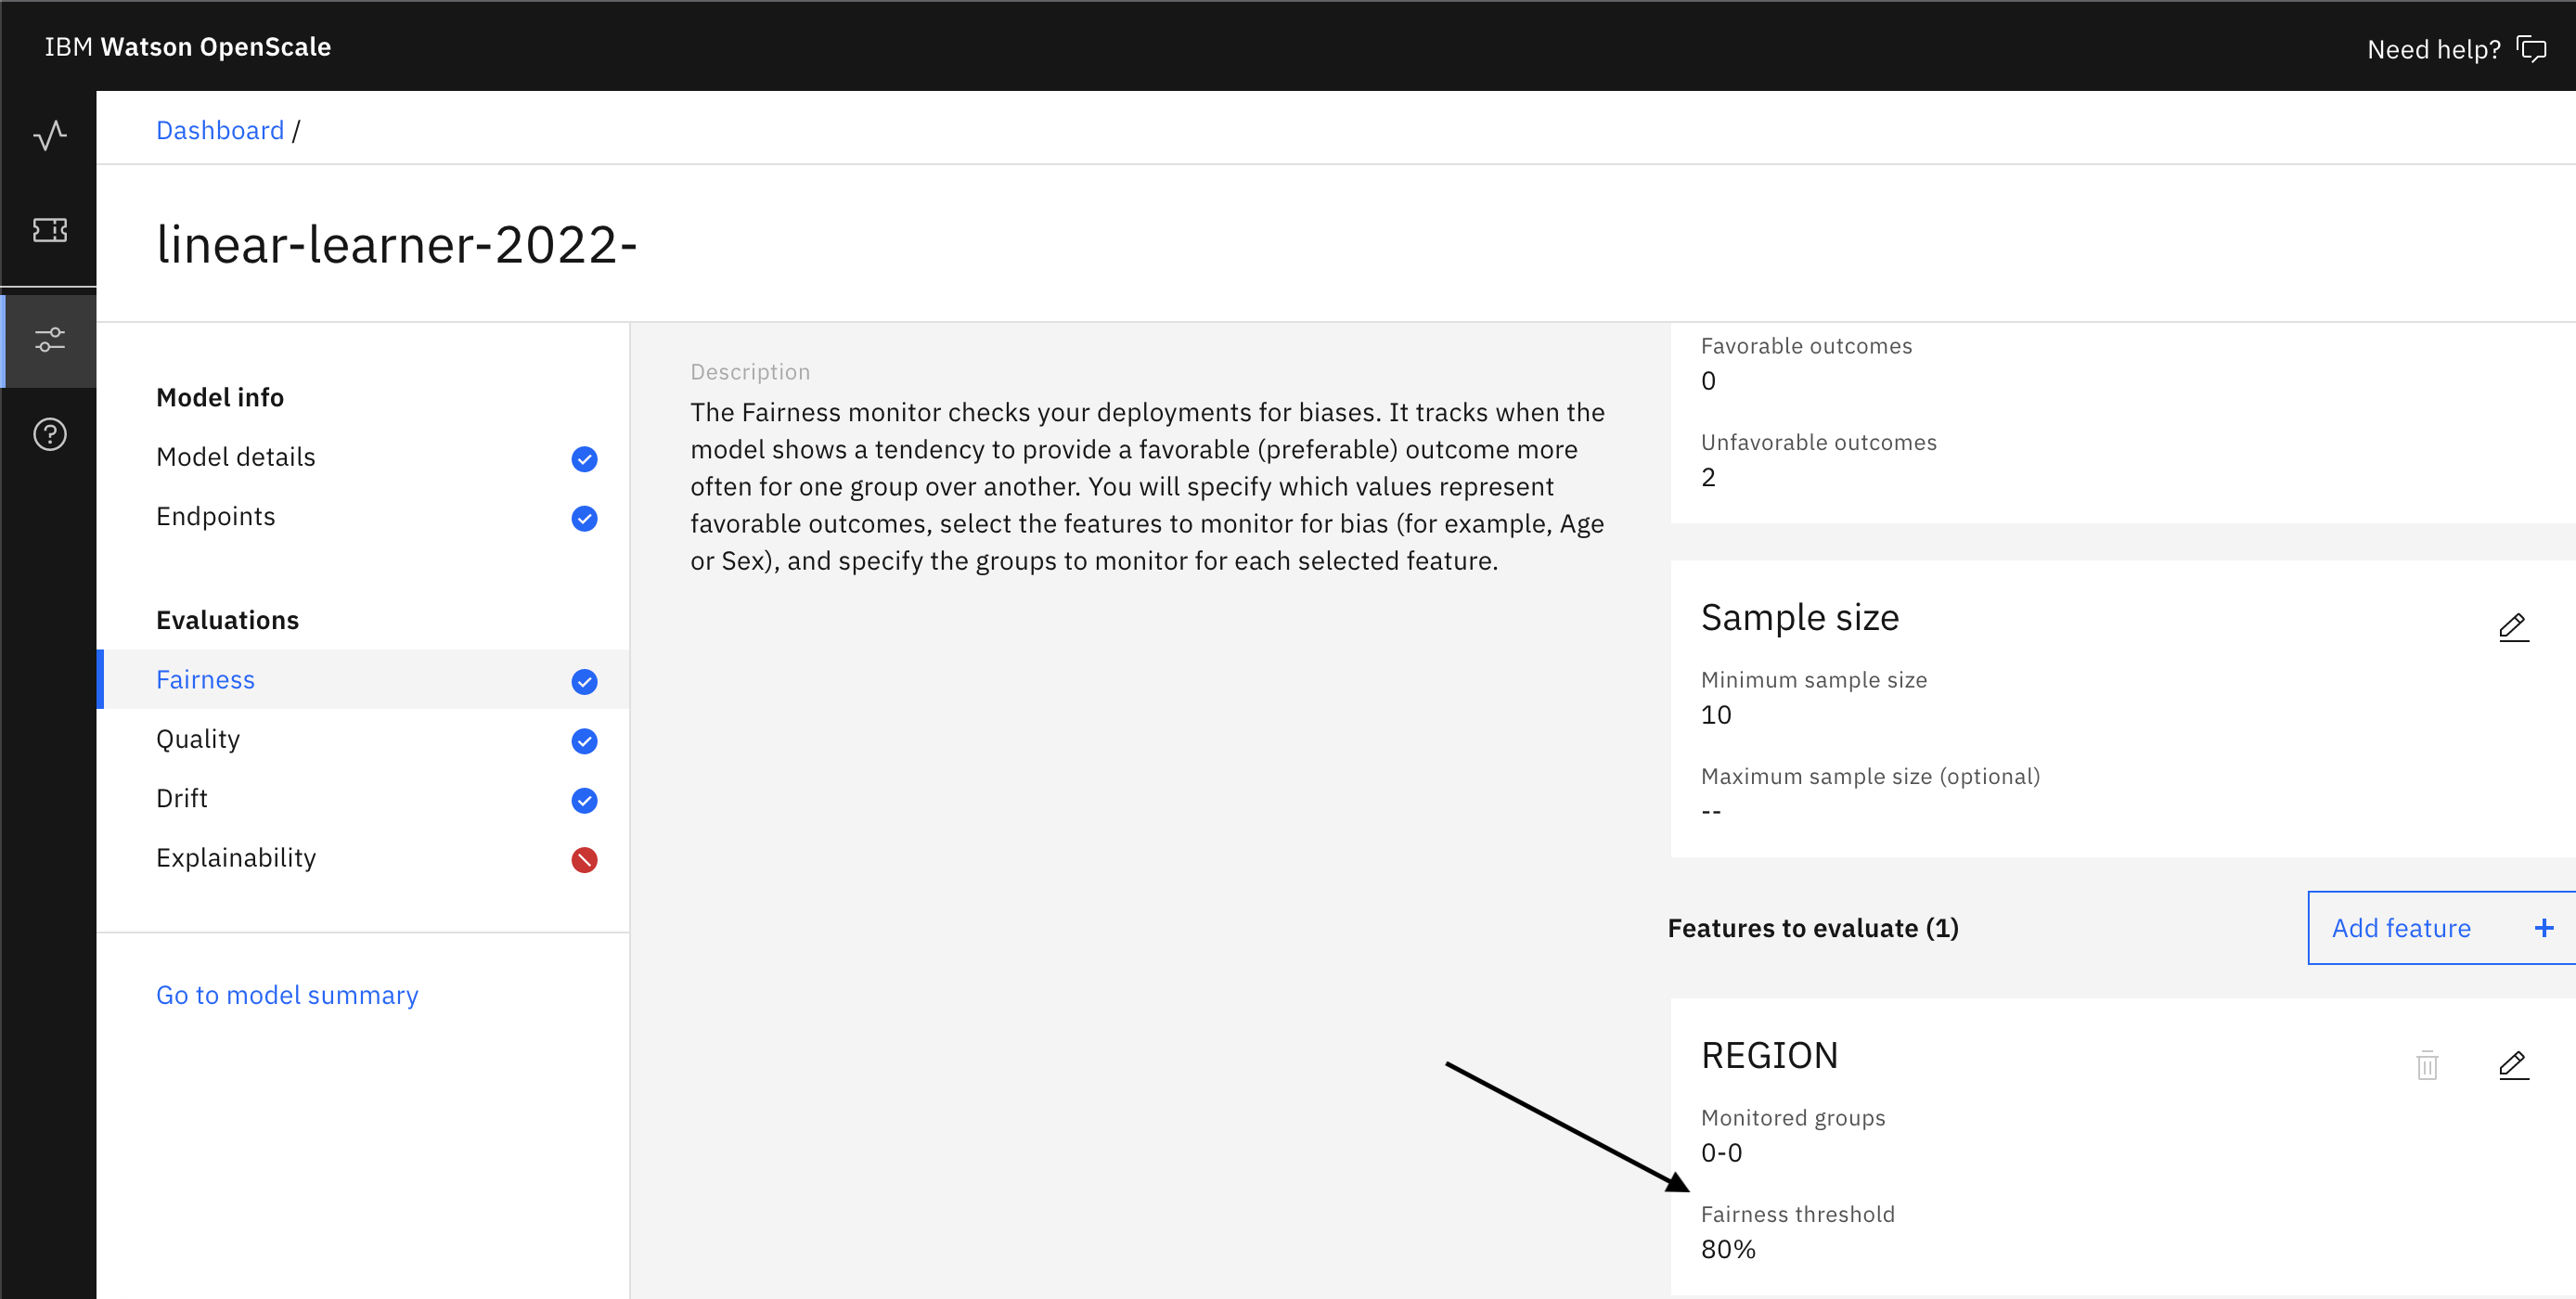 IBM Watson OpenScale
Need help?
Dashboard /
linear-learner-2022-
Model info
Model details
Endpoints
Evaluations
Fairness
Quality
Drift
Explainability
Go to model summary
Description
The Fairness monitor checks your deployments for biases. It tracks when the
model shows a tendency to provide a favorable (preferable) outcome more
often for one group over another. You will specify which values represent
favorable outcomes, select the features to monitor for bias (for example, Age
or Sex), and specify the groups to monitor for each selected feature.
Favorable outcomes
0
Unfavorable outcomes
2
Sample size
Minimum sample size
10
Maximum sample size (optional)
--
Features to evaluate (1)
Add feature +
REGION
Monitored groups
0-0
Fairness threshold
80%